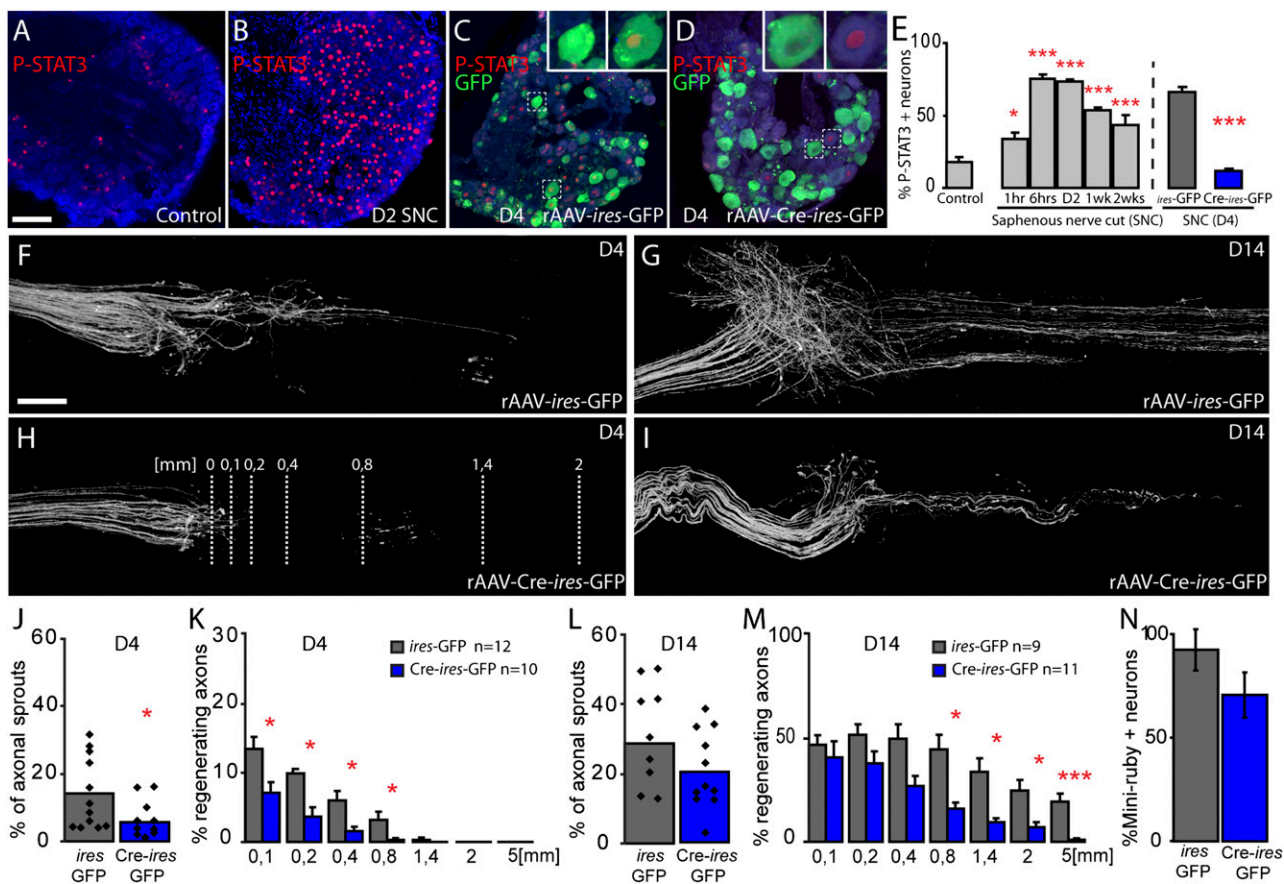 A
P-STAT3
Control
B
P-STAT3
D2 SNC
C
P-STAT3
GFP
D4 rAAV-ires-GFP
D
P-STAT3
GFP
D4 rAAV-Cre-ires-GFP
E
% P-STAT3 + neurons
100
50
0
*
***
***
***
***
***
Control
1hr 6hrs D2 1wk 2wks
ires-GFP Cre-ires-GFP
Saphenous nerve cut (SNC)
SNC (D4)
F
D4
rAAV-ires-GFP
G
D14
rAAV-ires-GFP
H
D4
[mm] 0 0,1 0,2 0,4 0,8 1,4 2
rAAV-Cre-ires-GFP
I
D14
rAAV-Cre-ires-GFP
J
D4
% of axonal sprouts
60
40
20
0
*
ires
GFP
Cre-ires
GFP
K
D4
% regenerating axons
30
15
0
ires-GFP n=12
Cre-ires-GFP n=10
*
*
*
*
0,1 0,2 0,4 0,8 1,4 2 5[mm]
L
D14
% of axonal sprouts
60
40
20
0
ires
GFP
Cre-ires
GFP
M
D14
% regenerating axons
100
50
0
ires-GFP n=9
Cre-ires-GFP n=11
*
*
*
***
0,1 0,2 0,4 0,8 1,4 2 5[mm]
N
%Mini-ruby + neurons
100
50
0
ires
GFP
Cre-ires
GFP